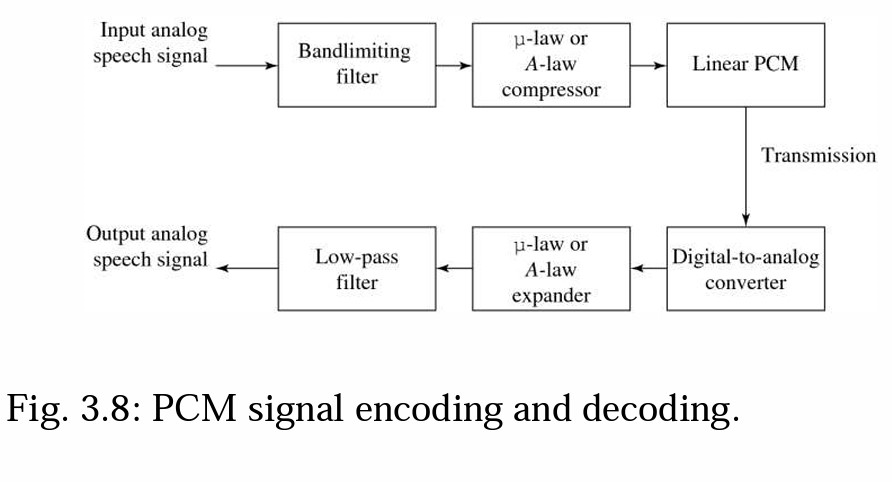 Input analog
speech signal
Bandlimiting
filter
μ-law or
A-law
compressor
Linear PCM
Transmission
Output analog
speech signal
Low-pass
filter
μ-law or
A-law
expander
Digital-to-analog
converter
Fig. 3.8: PCM signal encoding and decoding.